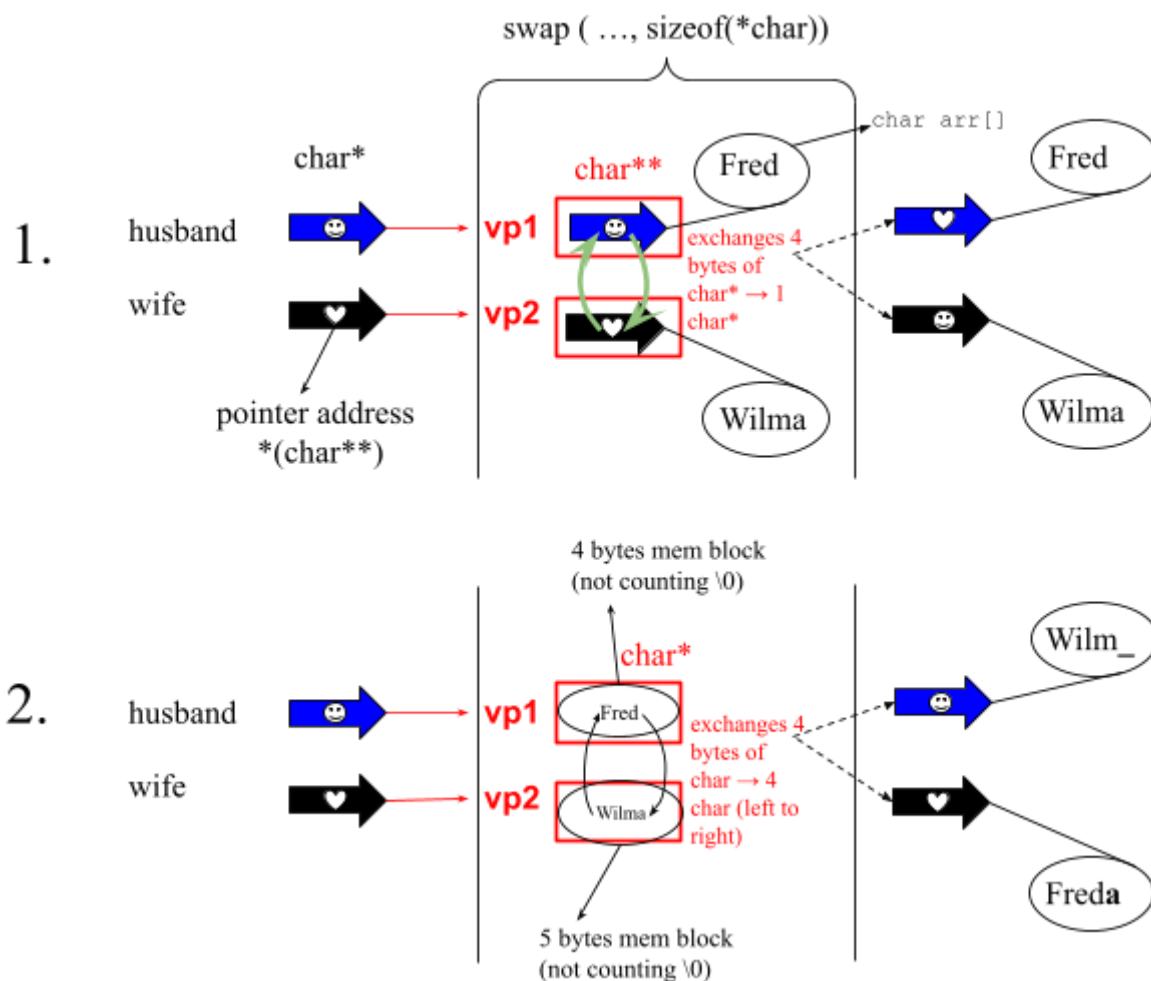 swap ( …, sizeof(*char))
char arr[]
char*
char**
Fred
Fred
1.
husband
vp1
exchanges 4
bytes of
char* → 1
char*
wife
vp2
pointer address
*(char**)
Wilma
Wilma
4 bytes mem block
(not counting \0)
char*
Wilm_
2.
husband
vp1
Fred
exchanges 4
bytes of
char → 4
char (left to
right)
wife
vp2
Wilma
Freda
5 bytes mem block
(not counting \0)